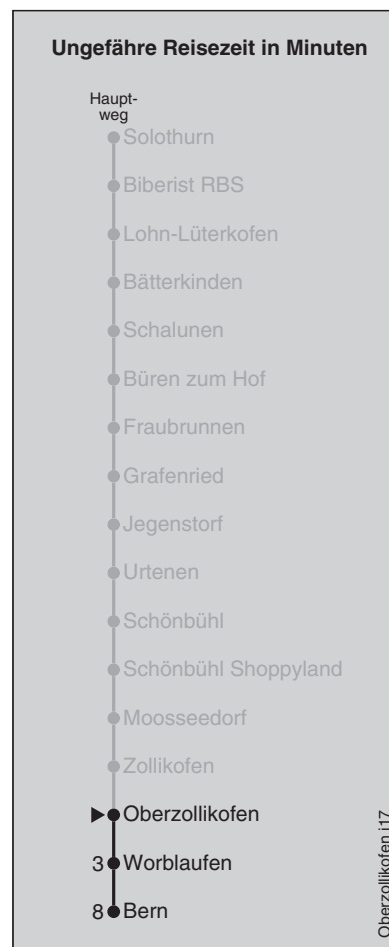 Ungefähre Reisezeit in Minuten
Haupt-
weg
Solothurn
Biberist RBS
Lohn-Lüterkofen
Bätterkinden
Schalunen
Büren zum Hof
Fraubrunnen
Grafenried
Jegenstorf
Urtenen
Schönbühl
Schönbühl Shoppyland
Moosseedorf
Zollikofen
Oberzollikofen
3 Worblaufen
8 Bern
Oberzollikofen j17